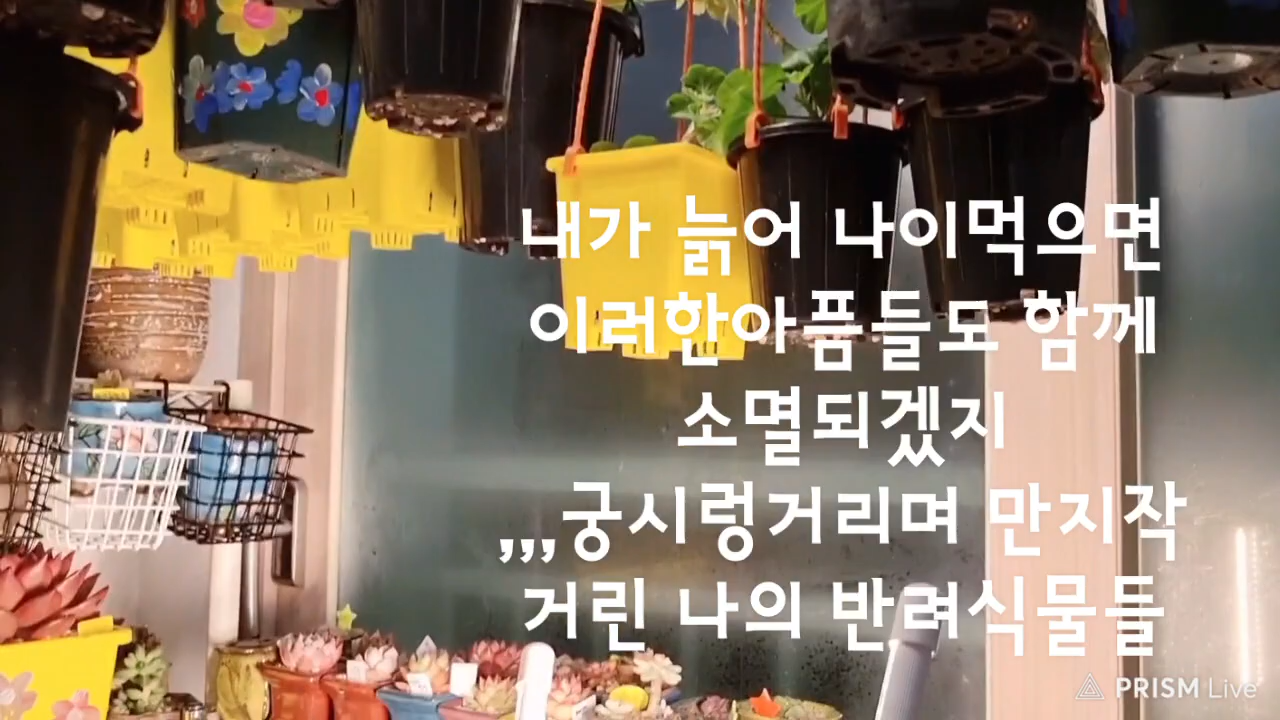 내가 늙어 나이먹으면
이러한아픔들도 함께
소멸되겠지
,,,궁시렁거리며 만지작
거린 나의 반려식물들
PRISM Live